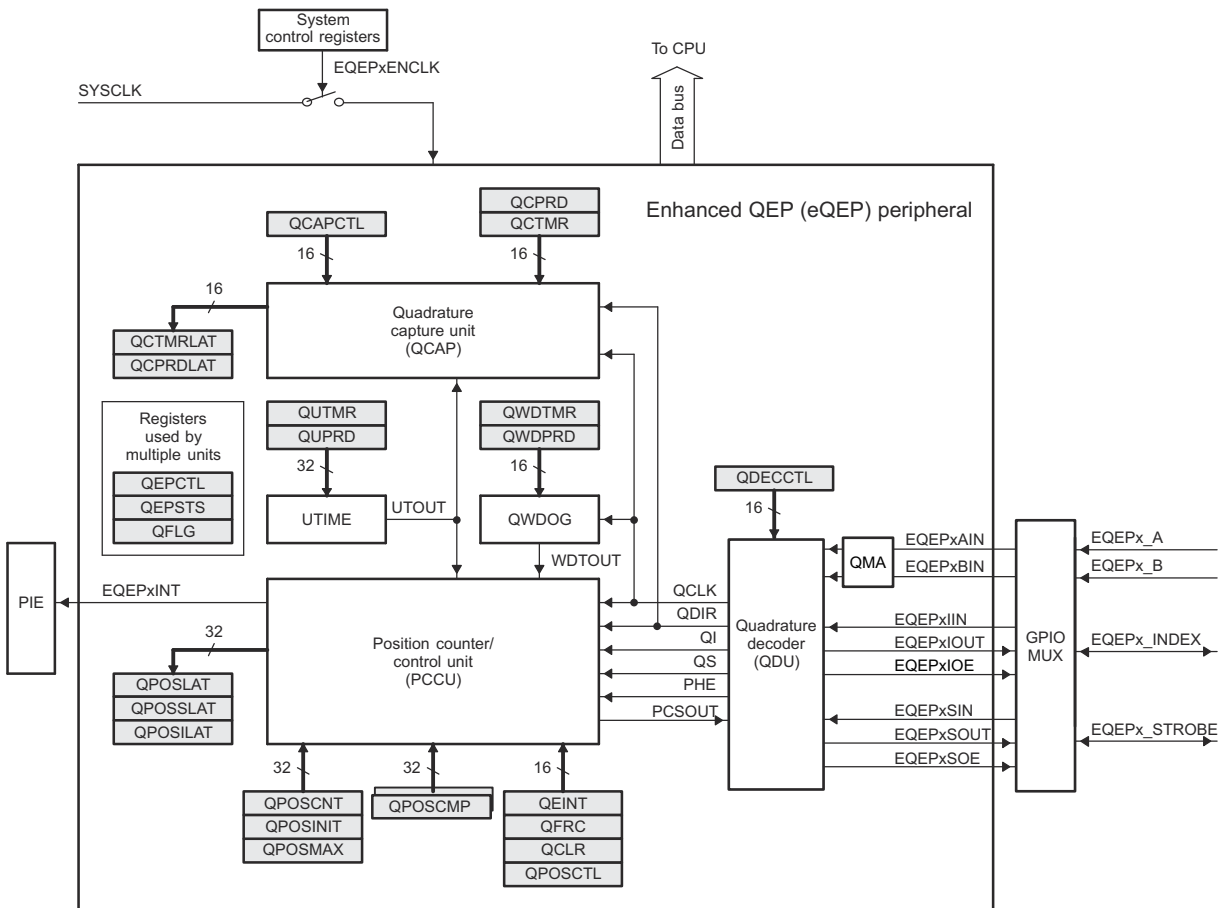 System
control registers
To CPU
EQEPxENCLK
SYSCLK
Data bus
Enhanced QEP (eQEP) peripheral
QCPRD
QCAPCTL
QCTMR
16
16
16
Quadrature
capture unit
(QCAP)
QCTMRLAT
QCPRDLAT
Registers
used by
multiple units
QEPCTL
QEPSTS
QFLG
QUTMR
QUPRD
32
QWDTMR
QWDPRD
16
UTIME
UTOUT
QWDOG
WDTOUT
QDECCTL
16
PIE
EQEPxINT
32
Position counter/
control unit
(PCCU)
QCLK
QDIR
QI
QS
PHE
PCSOUT
Quadrature
decoder
(QDU)
QMA
EQEPxAIN
EQEPxBIN
EQEPxIIN
EQEPxIOUT
EQEPxIOE
EQEPxSIN
EQEPxSOUT
EQEPxSOE
GPIO
MUX
EQEPx_A
EQEPx_B
EQEPx_INDEX
EQEPx_STROBE
QPOSLAT
QPOSSLAT
QPOSILAT
32
32
16
QPOSCNT
QPOSINIT
QPOSMAX
QPOSCMP
QEINT
QFRC
QCLR
QPOSCTL